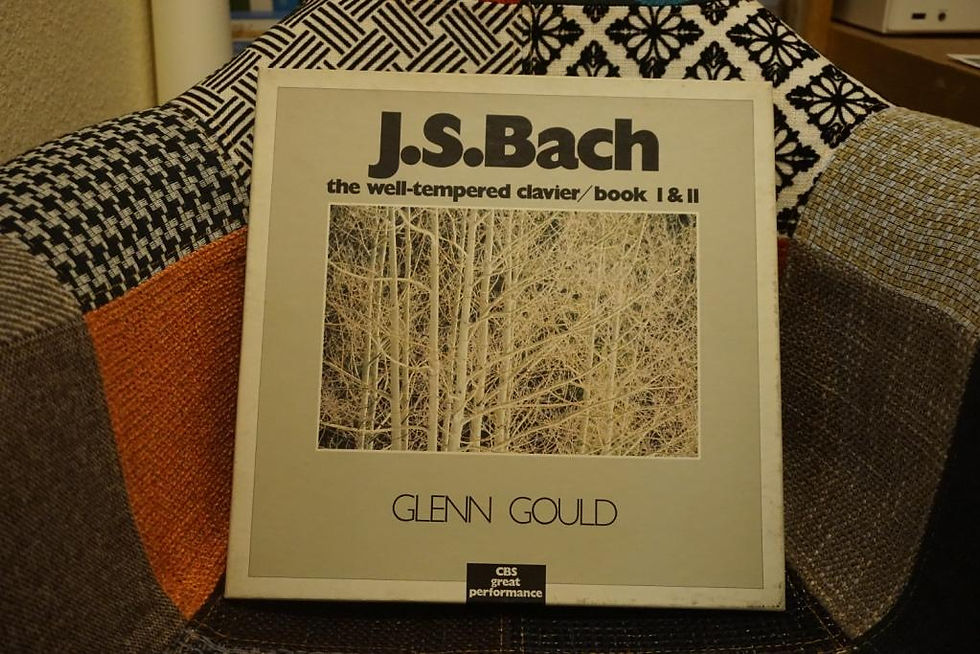 J.S.Bach
the well-tempered clavier/book I & II
GLENN GOULD
CBS
great
performance